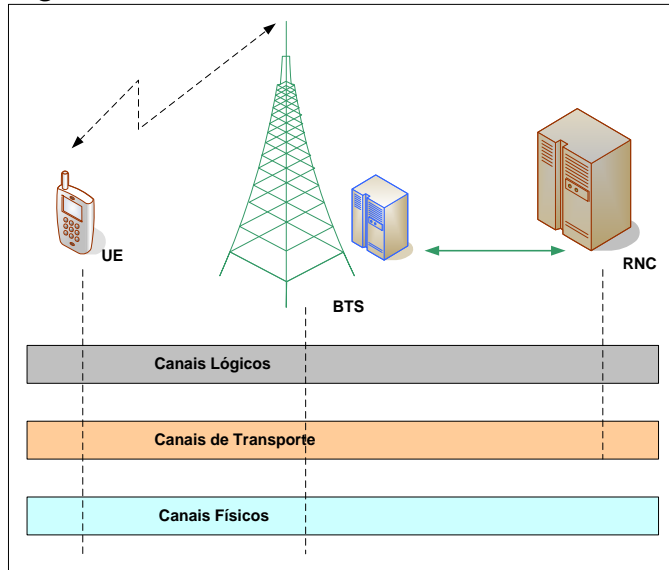 UE
BTS
RNC
Canais Lógicos
Canais de Transporte
Canais Físicos